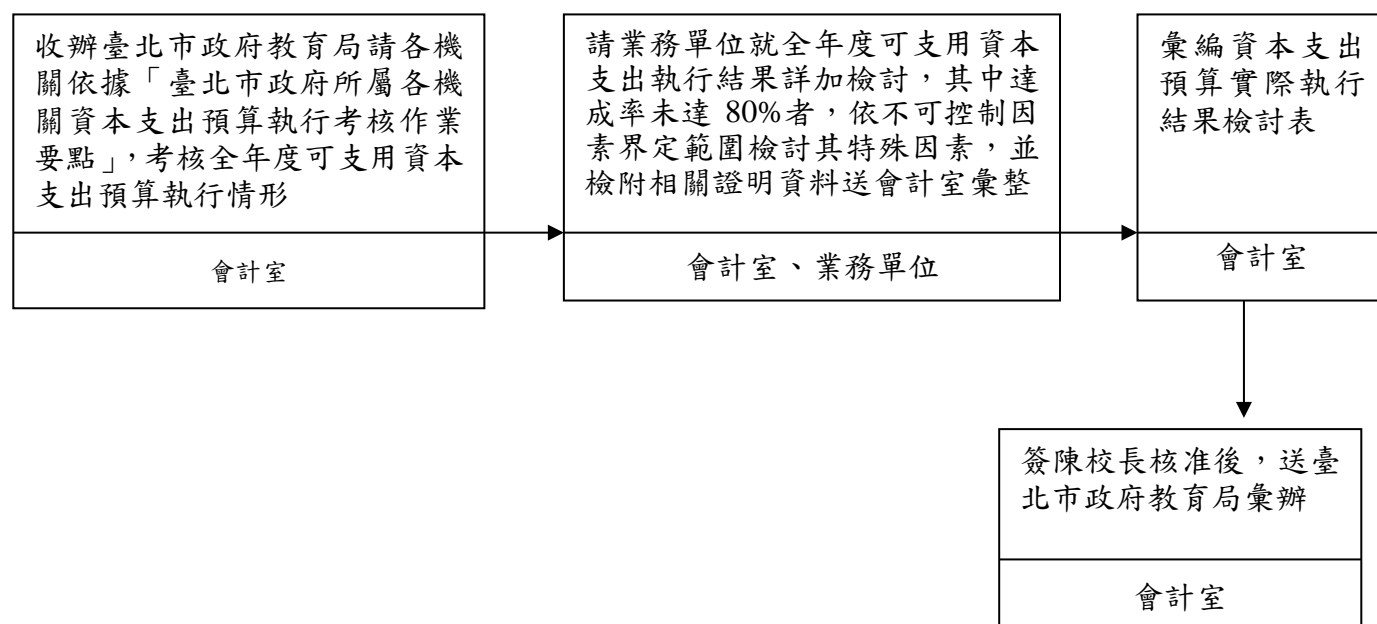 收辦臺北市政府教育局請各機
關依據「臺北市政府所屬各機
關資本支出預算執行考核作業
要點」,考核全年度可支用資本
支出預算執行情形
會計室
請業務單位就全年度可支用資本
支出執行結果詳加檢討,其中達
成率未達 80%者,依不可控制因
素界定範圍檢討其特殊因素,並
檢附相關證明資料送會計室彙整
會計室、業務單位
彙編資本支出
預算實際執行
結果檢討表
會計室
簽陳校長核准後,送臺
北市政府教育局彙辦
會計室